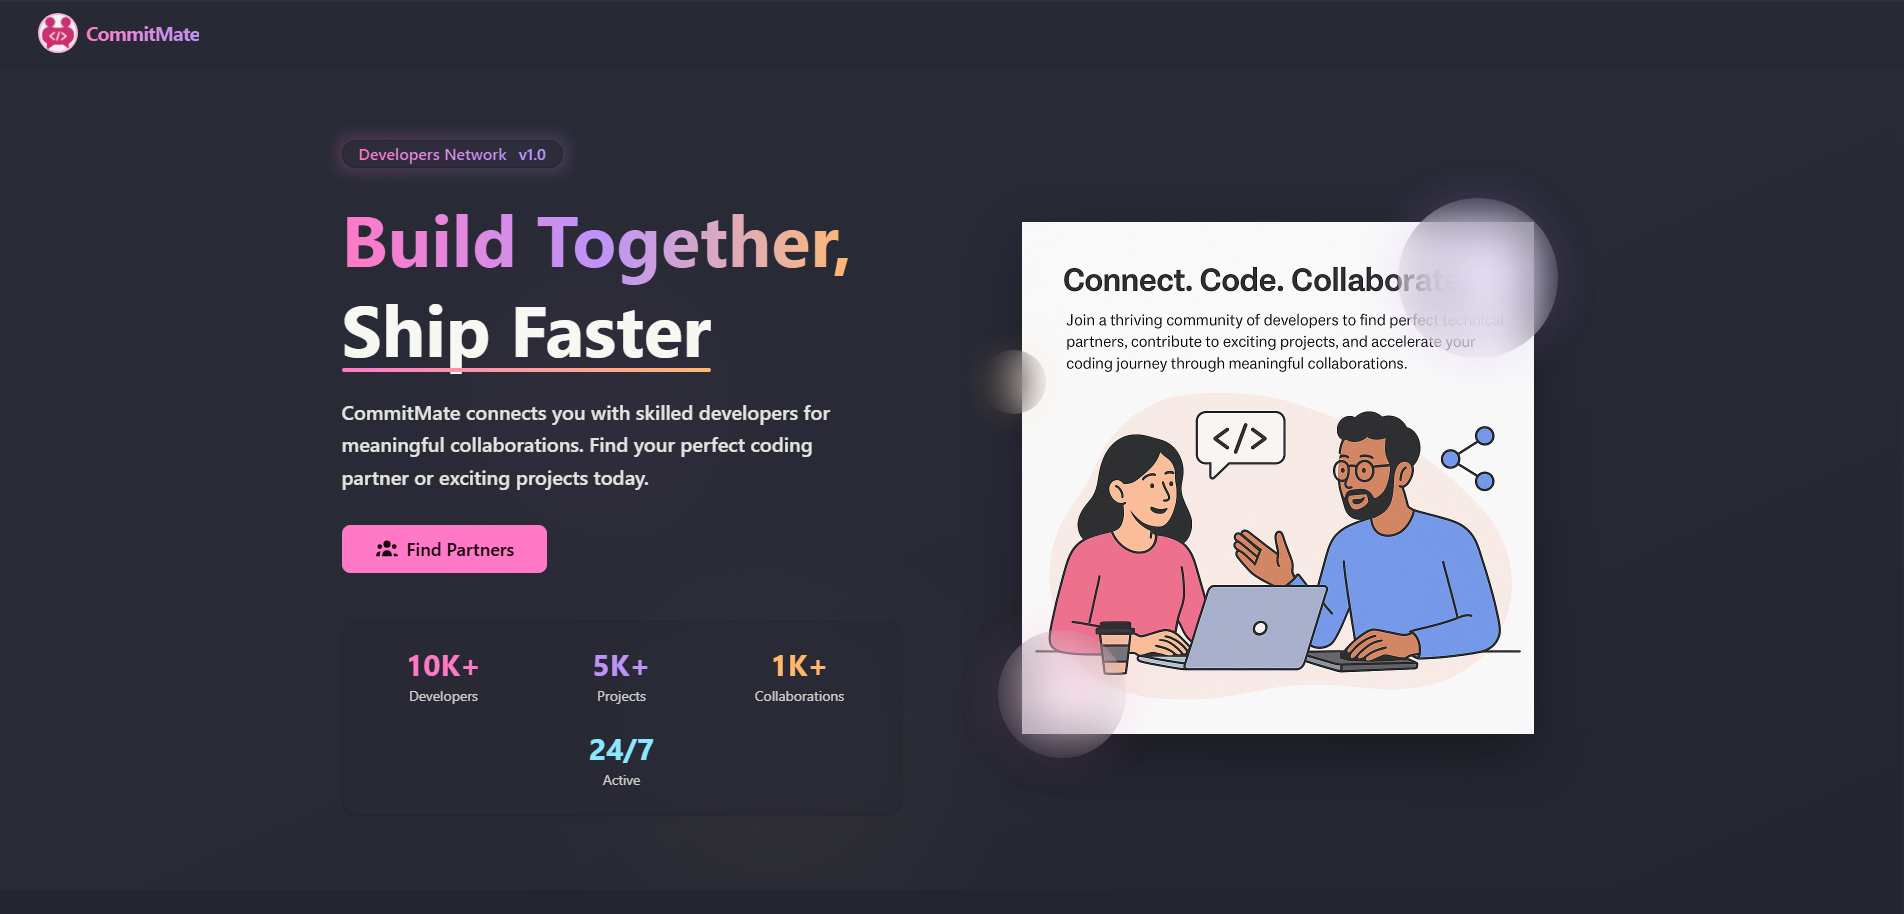 CommitMate
Developers Network v1.0
Build Together,
Ship Faster
CommitMate connects you with skilled developers for
meaningful collaborations. Find your perfect coding
partner or exciting projects today.
Find Partners
10K+
Developers
5K+
Projects
1K+
Collaborations
24/7
Active
Connect. Code. Collaborate
Join a thriving community of developers to find perfect technical
partners, contribute to exciting projects, and accelerate your
coding journey through meaningful collaborations.
</>